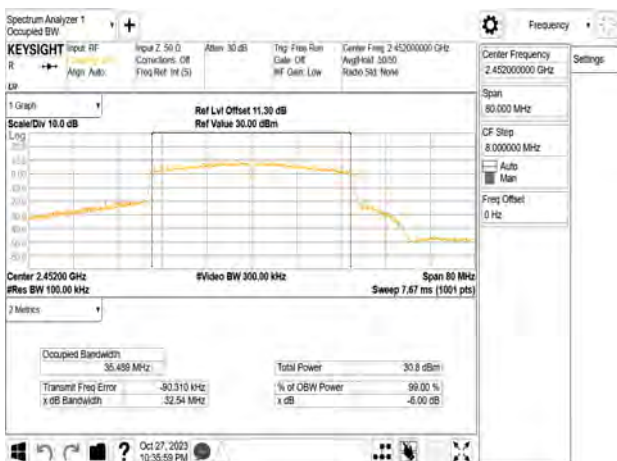 Spectrum Analyzer 1
Occupied BW
+
Frequency
KEYSIGHT Input: RF
R
Align: Auto
Input Z: 50 Ω
Corrections: Off
Freq Ref: Int (S)
Atten: 30 dB
Trig: Free Run
Gate: Off
#IF Gain: Low
Center Freq: 2.452000000 GHz
Avg|Hold: 50/50
Radio Std: None
Center Frequency
2.452000000 GHz
Settings
Span
80.000 MHz
CF Step
8.000000 MHz
Auto
Man
Freq Offset
0 Hz
1 Graph
Scale/Div 10.0 dB
Ref Lvl Offset 11.30 dB
Ref Value 30.00 dBm
Log
Center 2.45200 GHz
#Res BW 100.00 kHz
#Video BW 300.00 kHz
Span 80 MHz
Sweep 7.67 ms (1001 pts)
2 Metrics
Occupied Bandwidth
35.489 MHz
Total Power 30.8 dBm
Transmit Freq Error -90.310 kHz
% of OBW Power 99.00 %
x dB Bandwidth 32.54 MHz
x dB -6.00 dB
?
Oct 27, 2023
10:35:59 PM